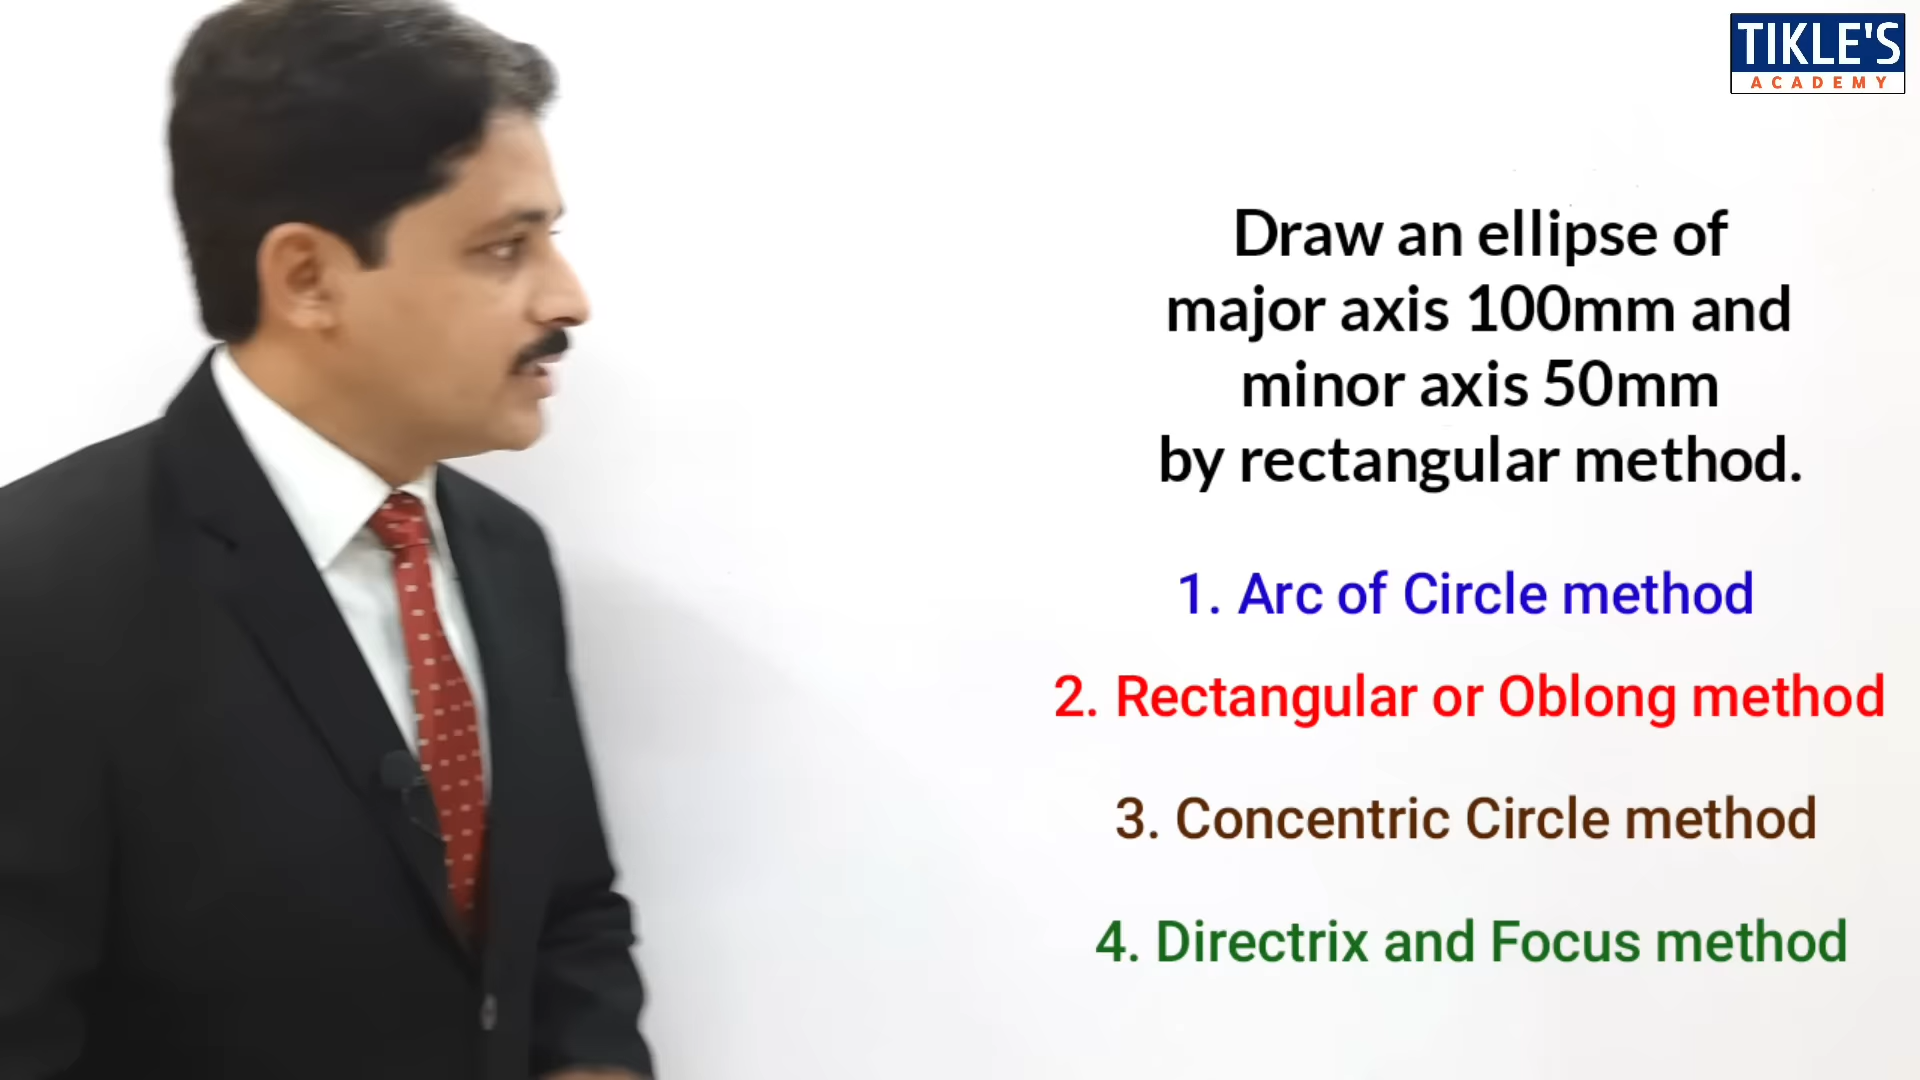 TIKLE'S
ACADEMY
Draw an ellipse of
major axis 100mm and
minor axis 50mm
by rectangular method.
1. Arc of Circle method
2. Rectangular or Oblong method
3. Concentric Circle method
4. Directrix and Focus method